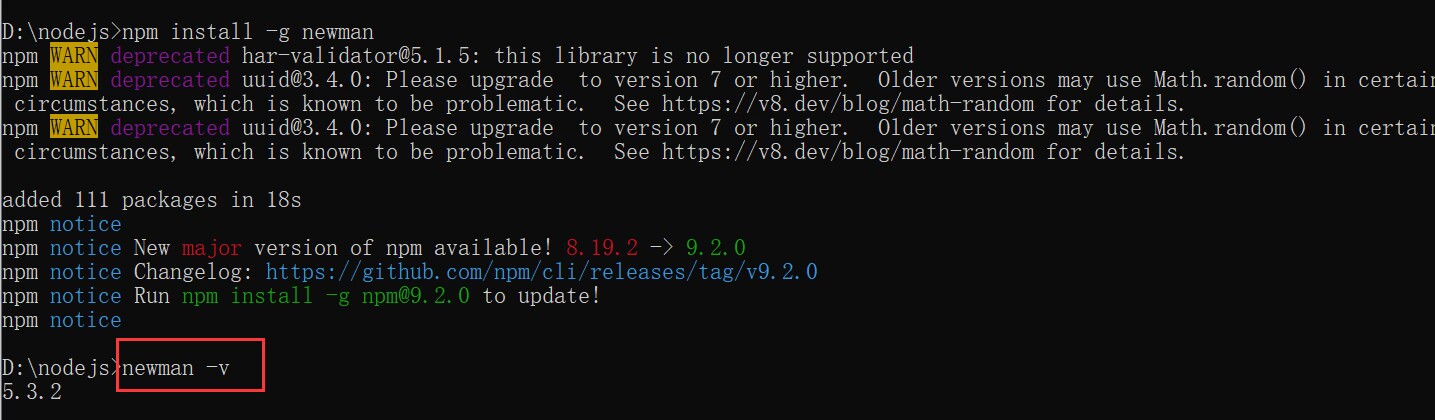 D:\nodejs>npm install -g newman
npm WARN deprecated har-validator@5.1.5: this library is no longer supported
npm WARN deprecated uuid@3.4.0: Please upgrade  to version 7 or higher.  Older versions may use Math.random() in certain
 circumstances, which is known to be problematic.  See https://v8.dev/blog/math-random for details.
npm WARN deprecated uuid@3.4.0: Please upgrade  to version 7 or higher.  Older versions may use Math.random() in certain
 circumstances, which is known to be problematic.  See https://v8.dev/blog/math-random for details.
added 111 packages in 18s
npm notice
npm notice New major version of npm available! 8.19.2 -> 9.2.0
npm notice Changelog: https://github.com/npm/cli/releases/tag/v9.2.0
npm notice Run npm install -g npm@9.2.0 to update!
npm notice
D:\nodejs>newman -v
5.3.2